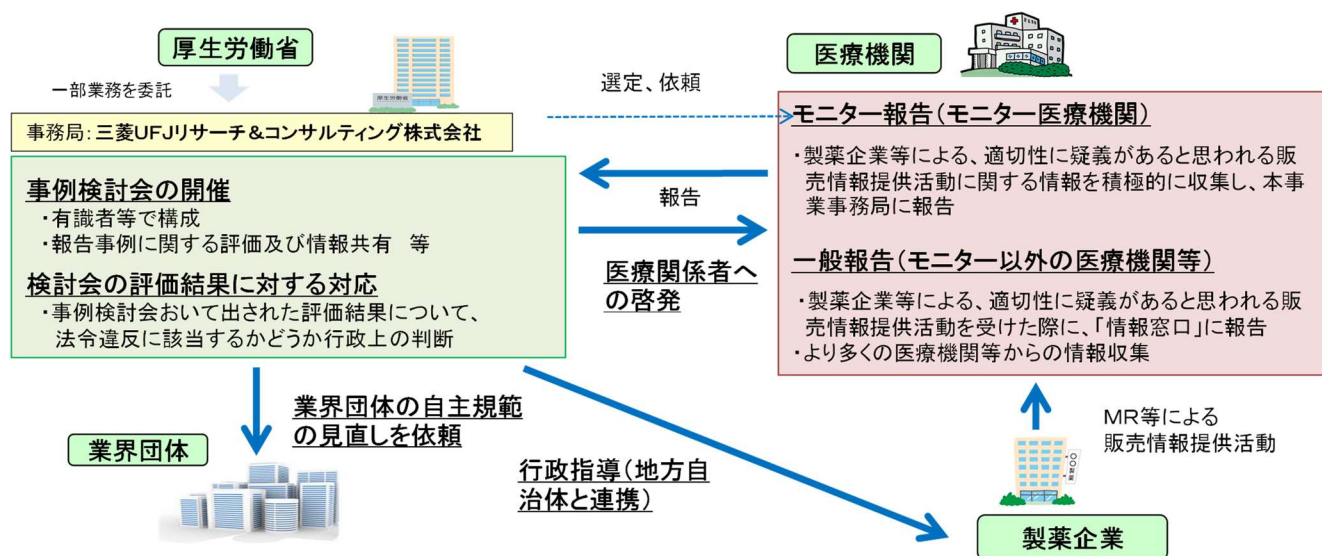 厚生労働省
一部業務を委託
厚生労働省
事務局：三菱UFJリサーチ＆コンサルティング株式会社
事例検討会の開催
・有識者等で構成
・報告事例に関する評価及び情報共有　等
検討会の評価結果に対する対応
・事例検討会おいて出された評価結果について、
法令違反に該当するかどうか行政上の判断
選定、依頼
報告
医療関係者へ
の啓発
医療機関
モニター報告（モニター医療機関）
・製薬企業等による、適切性に疑義があると思われる販
売情報提供活動に関する情報を積極的に収集し、本事
業事務局に報告
一般報告（モニター以外の医療機関等）
・製薬企業等による、適切性に疑義があると思われる販
売情報提供活動を受けた際に、「情報窓口」に報告
・より多くの医療機関等からの情報収集
業界団体の自主規範
の見直しを依頼
業界団体
行政指導（地方自
治体と連携）
MR等による
販売情報提供活動
〇〇製薬
製薬企業